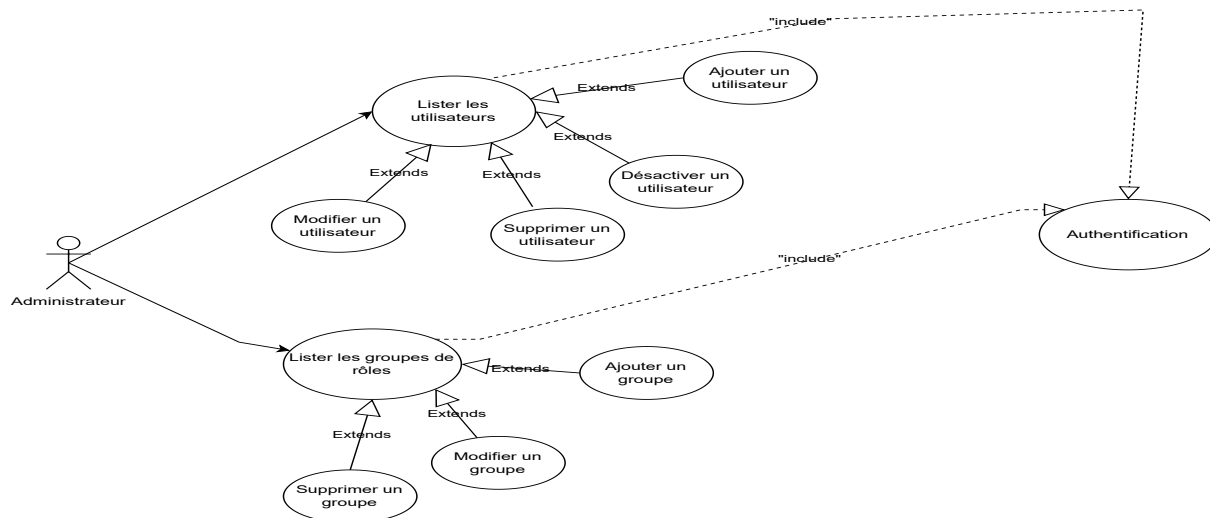 "include"
Ajouter un
utilisateur
Extends
Lister les
utilisateurs
Extends
Extends
Extends
Désactiver un
utilisateur
Modifier un
utilisateur
Supprimer un
utilisateur
Authentification
"include"
Administrateur
Lister les groupes de
rôles
Extends
Ajouter un
groupe
Extends
Extends
Modifier un
groupe
Supprimer un
groupe